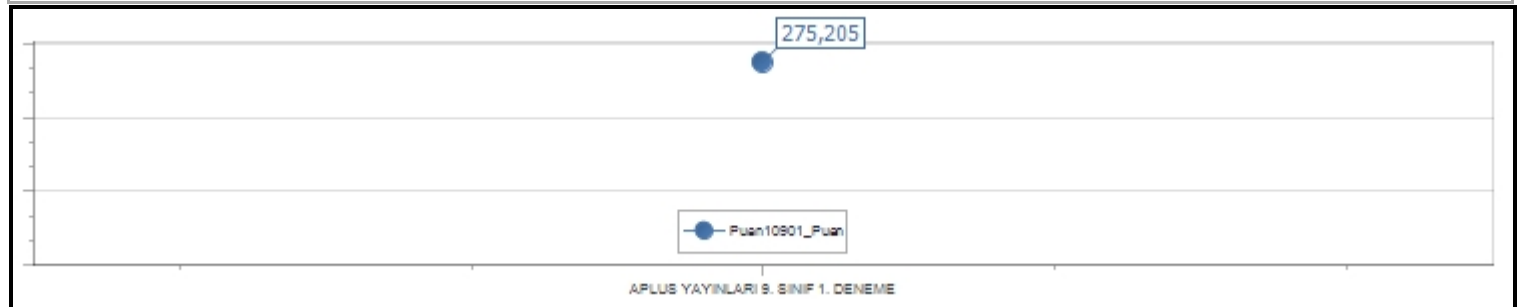 275,205
Puan10901_Puan
APLUS YAYINLARI 9. SINIF 1. DENEME